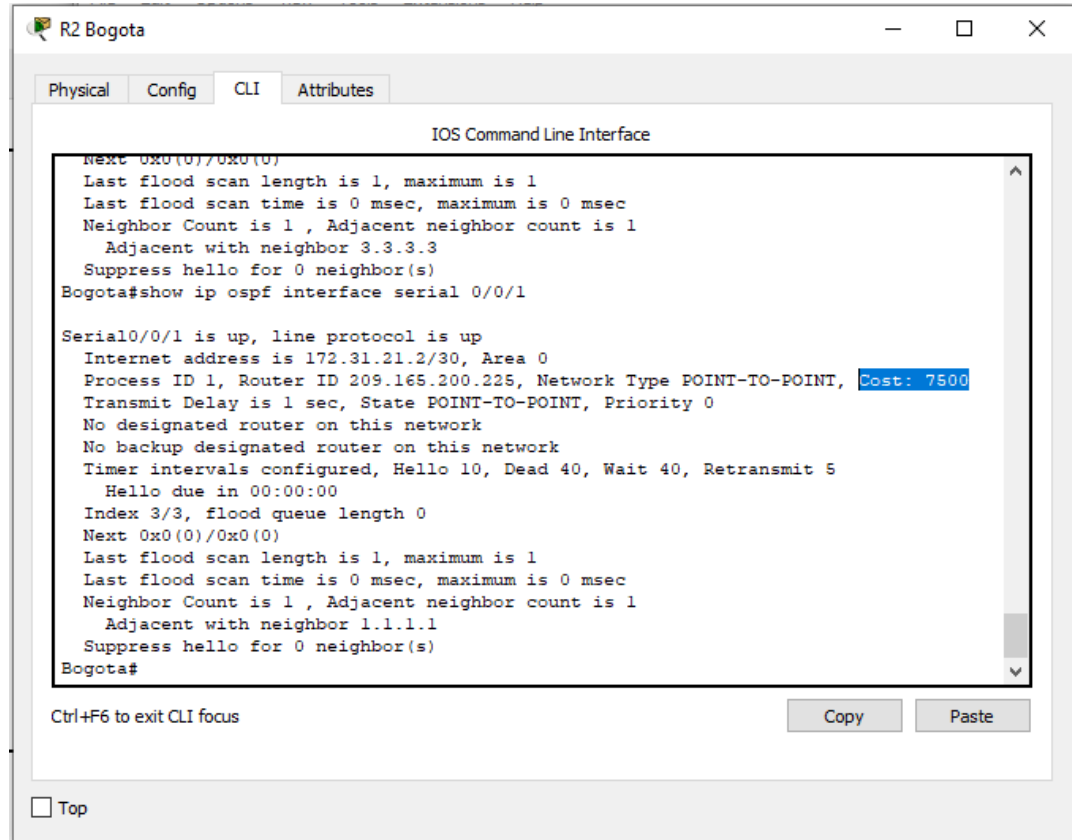 R2 Bogota
Physical Config CLI Attributes
IOS Command Line Interface
Next 0x0(0)/0x0(0)
Last flood scan length is 1, maximum is 1
Last flood scan time is 0 msec, maximum is 0 msec
Neighbor Count is 1 , Adjacent neighbor count is 1
Adjacent with neighbor 3.3.3.3
Suppress hello for 0 neighbor(s)
Bogota#show ip ospf interface serial 0/0/1
Serial0/0/1 is up, line protocol is up
Internet address is 172.31.21.2/30, Area 0
Process ID 1, Router ID 209.165.200.225, Network Type POINT-TO-POINT, Cost: 7500
Transmit Delay is 1 sec, State POINT-TO-POINT, Priority 0
No designated router on this network
No backup designated router on this network
Timer intervals configured, Hello 10, Dead 40, Wait 40, Retransmit 5
Hello due in 00:00:00
Index 3/3, flood queue length 0
Next 0x0(0)/0x0(0)
Last flood scan length is 1, maximum is 1
Last flood scan time is 0 msec, maximum is 0 msec
Neighbor Count is 1 , Adjacent neighbor count is 1
Adjacent with neighbor 1.1.1.1
Suppress hello for 0 neighbor(s)
Bogota#
Ctrl+F6 to exit CLI focus
Copy Paste
Top